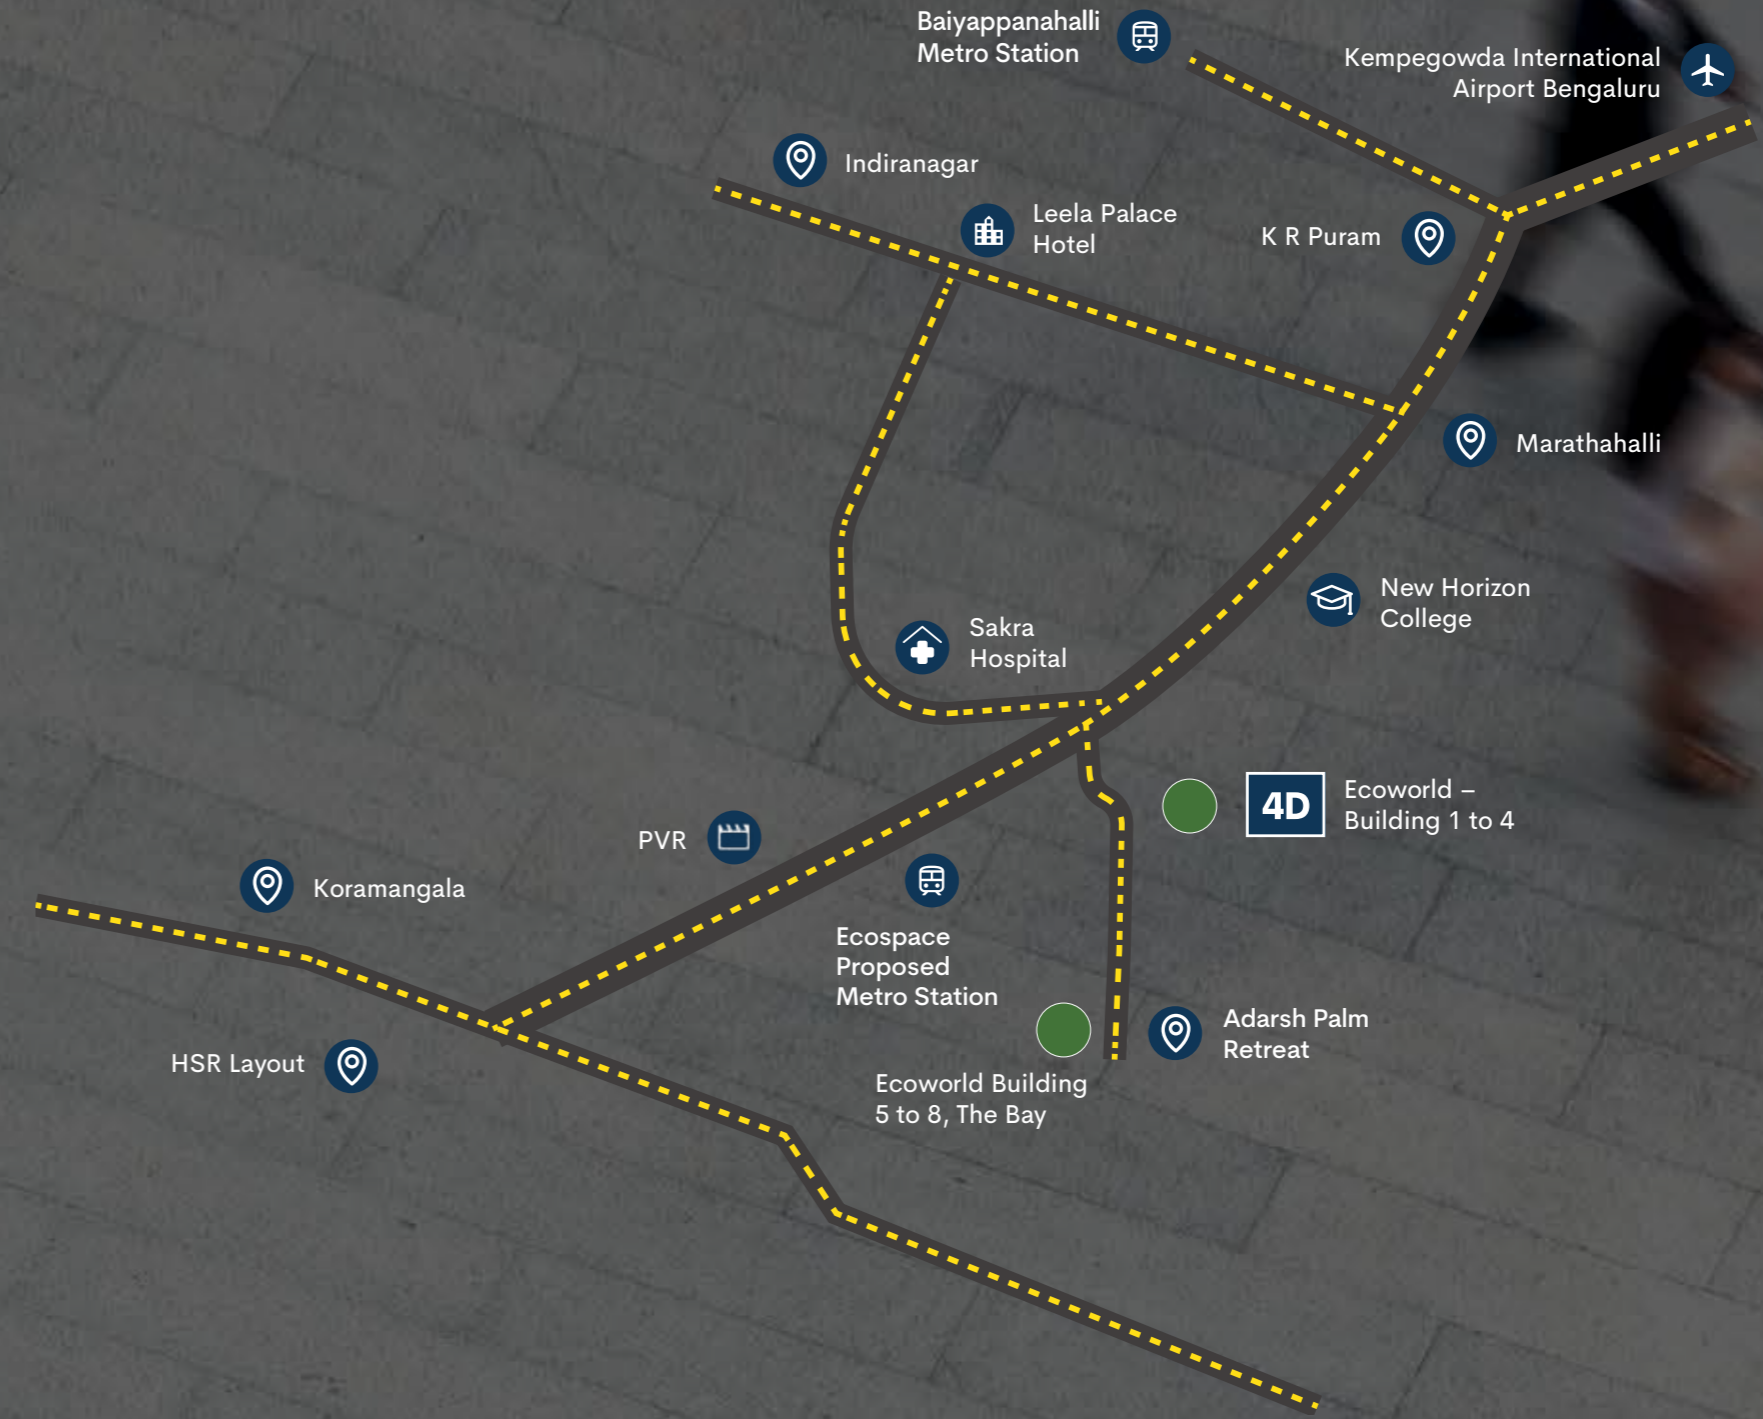 Baiyappanahalli
Metro Station
Kempegowda International
Airport Bengaluru
Indiranagar
Leela Palace
Hotel
K R Puram
Marathahalli
New Horizon
College
Sakra
Hospital
4D
Ecoworld –
Building 1 to 4
PVR
Koramangala
Ecospace
Proposed
Metro Station
HSR Layout
Adarsh Palm
Retreat
Ecoworld Building
5 to 8, The Bay